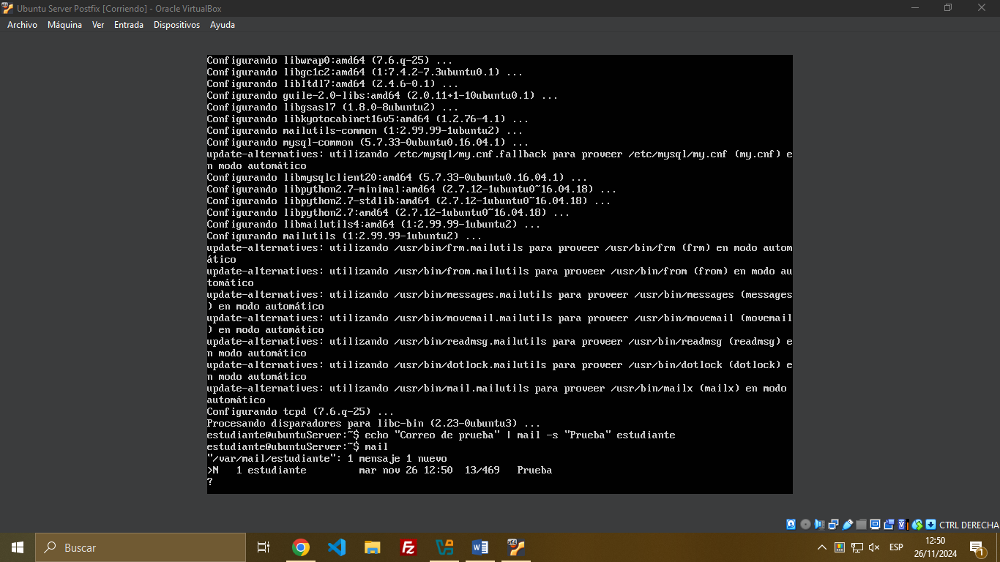 Ubuntu Server Postfix [Corriendo] - Oracle VirtualBox
Archivo Máquina Ver Entrada Dispositivos Ayuda
Configurando libwrap0:amd64 (7.6.q-25) ...
Configurando libgc1c2:amd64 (1:7.4.2-7.3ubuntu0.1) ...
Configurando libltdl7:amd64 (2.4.6-0.1) ...
Configurando guile-2.0-libs:amd64 (2.0.11+1-10ubuntu0.1) ...
Configurando libgsasl7 (1.8.0-8ubuntu2) ...
Configurando libkyotocabinet16v5:amd64 (1.2.76-4.1) ...
Configurando mailutils-common (1:2.99.99-1ubuntu2) ...
Configurando mysql-common (5.7.33-0ubuntu0.16.04.1) ...
update-alternatives: utilizando /etc/mysql/my.cnf.fallback para proveer /etc/mysql/my.cnf (my.cnf) e
n modo automático
Configurando libmysqlclient20:amd64 (5.7.33-0ubuntu0.16.04.1) ...
Configurando libpython2.7-minimal:amd64 (2.7.12-1ubuntu0~16.04.18) ...
Configurando libpython2.7-stdlib:amd64 (2.7.12-1ubuntu0~16.04.18) ...
Configurando libpython2.7:amd64 (2.7.12-1ubuntu0~16.04.18) ...
Configurando libmailutils4:amd64 (1:2.99.99-1ubuntu2) ...
Configurando mailutils (1:2.99.99-1ubuntu2) ...
update-alternatives: utilizando /usr/bin/frm.mailutils para proveer /usr/bin/frm (frm) en modo autom
ático
update-alternatives: utilizando /usr/bin/from.mailutils para proveer /usr/bin/from (from) en modo au
tomático
update-alternatives: utilizando /usr/bin/messages.mailutils para proveer /usr/bin/messages (messages
) en modo automático
update-alternatives: utilizando /usr/bin/movemail.mailutils para proveer /usr/bin/movemail (movemail
) en modo automático
update-alternatives: utilizando /usr/bin/readmsg.mailutils para proveer /usr/bin/readmsg (readmsg) e
n modo automático
update-alternatives: utilizando /usr/bin/dotlock.mailutils para proveer /usr/bin/dotlock (dotlock) e
n modo automático
update-alternatives: utilizando /usr/bin/mail.mailutils para proveer /usr/bin/mailx (mailx) en modo
automático
Configurando tcpd (7.6.q-25) ...
Procesando disparadores para libc-bin (2.23-0ubuntu3) ...
estudiante@ubuntuServer:~$ echo "Correo de prueba" | mail -s "Prueba" estudiante
estudiante@ubuntuServer:~$ mail
"/var/mail/estudiante": 1 mensaje 1 nuevo
>N   1 estudiante         mar nov 26 12:50  13/469   Prueba
?
CTRL DERECHA
Buscar
ESP
12:50
26/11/2024
1